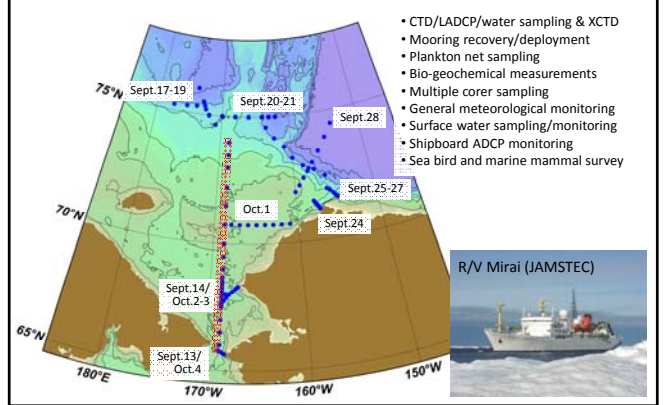 • CTD/LADCP/water sampling & XCTD
• Mooring recovery/deployment
• Plankton net sampling
• Bio-geochemical measurements
• Multiple corer sampling
• General meteorological monitoring
• Surface water sampling/monitoring
• Shipboard ADCP monitoring
• Sea bird and marine mammal survey
75°N
Sept.17-19
Sept.20-21
Sept.28
Sept.25-27
70°N
Oct.1
Sept.24
Sept.14/
Oct.2-3
65°N
Sept.13/
Oct.4
180°E
170°W
160°W
150°W
R/V Mirai (JAMSTEC)